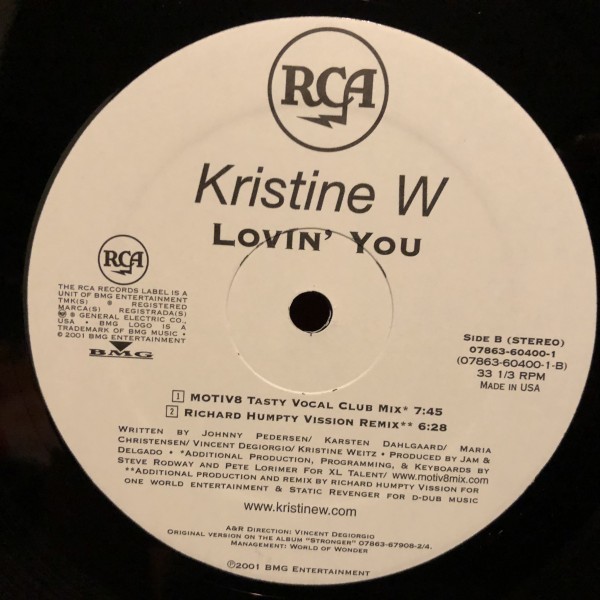 RCA
Kristine W
LOVIN' YOU
RCA
THE RCA RECORDS LABEL IS A
UNIT OF BMG ENTERTAINMENT
TMK(S) ® REGISTERED
MARCA(S) REGISTRADA(S)
® GENERAL ELECTRIC CO.,
USA • BMG LOGO IS A
TRADEMARK OF BMG MUSIC •
© 2001 BMG ENTERTAINMENT
BMG
SIDE B (STEREO)
07863-60400-1
(07863-60400-1-B)
33 1/3 RPM
MADE IN USA
1 MOTIV8 TASTY VOCAL CLUB MIX* 7:45
2 RICHARD HUMPTY VISSION REMIX** 6:28
WRITTEN BY JOHNNY PEDERSEN/ KARSTEN DAHLGAARD/ MARIA
CHRISTENSEN/ VINCENT DEGIORGIO/ KRISTINE WEITZ • PRODUCED BY JAM &
DELGADO • *ADDITIONAL PRODUCTION, PROGRAMMING, & KEYBOARDS BY
STEVE RODWAY AND PETE LORIMER FOR XL TALENT/ www.motiv8mix.com
**ADDITIONAL PRODUCTION AND REMIX BY RICHARD HUMPTY VISSION FOR
ONE WORLD ENTERTAINMENT & STATIC REVENGER FOR D-DUB MUSIC
www.kristinew.com
A&R DIRECTION: VINCENT DEGIORGIO
ORIGINAL VERSION ON THE ALBUM "STRONGER" 07863-67908-2/4.
MANAGEMENT: WORLD OF WONDER
℗2001 BMG ENTERTAINMENT